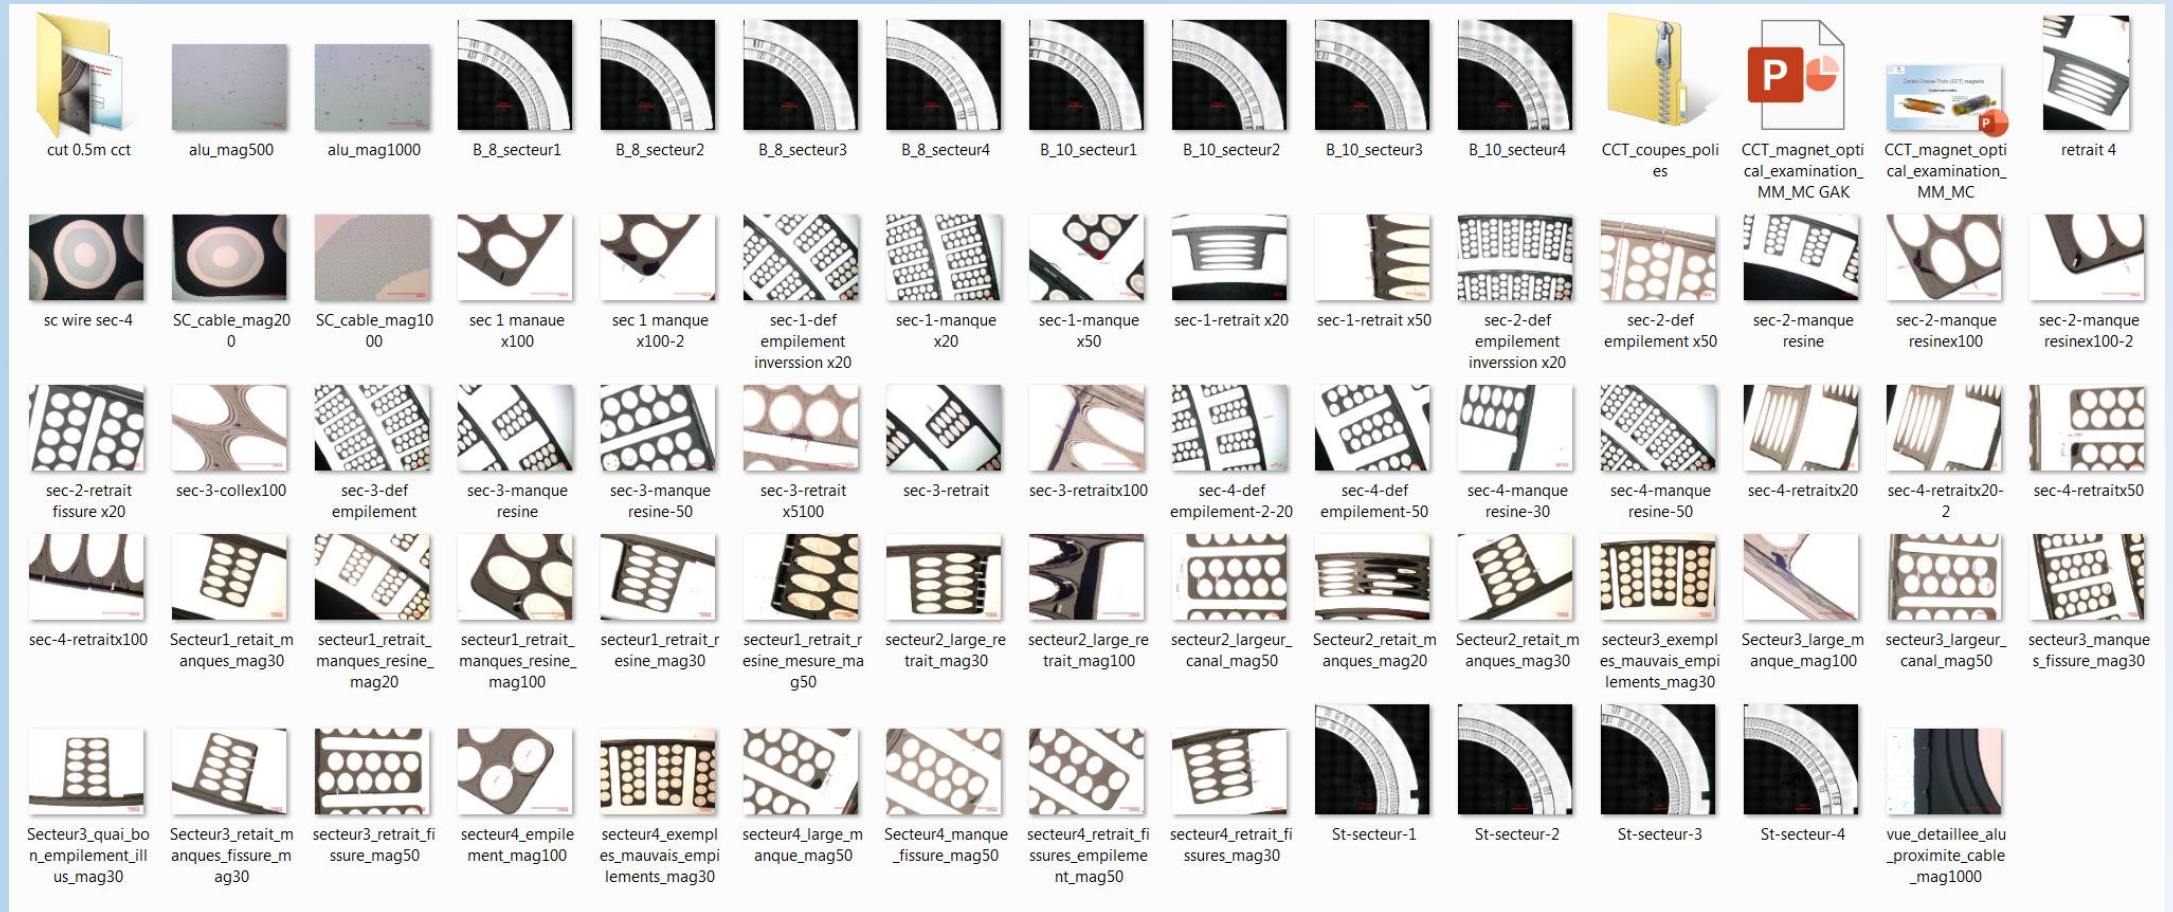 cut 0.5m cct
alu_mag500
alu_mag1000
B_8_secteur1
B_8_secteur2
B_8_secteur3
B_8_secteur4
B_10_secteur1
B_10_secteur2
B_10_secteur3
B_10_secteur4
CCT_coupes_poli
es
CCT_magnet_opti
cal_examination_
MM_MC GAK
CCT_magnet_opti
cal_examination_
MM_MC
retrait 4
sc wire sec-4
SC_cable_mag20
0
SC_cable_mag10
00
sec 1 manaue
x100
sec 1 manque
x100-2
sec-1-def
empilement
inverssion x20
sec-1-manque
x20
sec-1-manque
x50
sec-1-retrait x20
sec-1-retrait x50
sec-2-def
empilement
inverssion x20
sec-2-def
empilement x50
sec-2-manque
resine
sec-2-manque
resinex100
sec-2-manque
resinex100-2
sec-2-retrait
fissure x20
sec-3-collex100
sec-3-def
empilement
sec-3-manque
resine
sec-3-manque
resine-50
sec-3-retrait
x5100
sec-3-retrait
sec-3-retraitx100
sec-4-def
empilement-2-20
sec-4-def
empilement-50
sec-4-manque
resine-30
sec-4-manque
resine-50
sec-4-retraitx20
sec-4-retraitx20-
2
sec-4-retraitx50
sec-4-retraitx100
Secteur1_retait_m
anques_mag30
secteur1_retrait_
manques_resine_
mag20
secteur1_retrait_
manques_resine_
mag100
secteur1_retrait_r
esine_mag30
secteur1_retrait_r
esine_mesure_ma
g50
secteur2_large_re
trait_mag30
secteur2_large_re
trait_mag100
secteur2_largeur_
canal_mag50
Secteur2_retait_m
anques_mag20
Secteur2_retait_m
anques_mag30
secteur3_exempl
es_mauvais_empi
lements_mag30
Secteur3_large_m
anque_mag100
secteur3_largeur_
canal_mag50
secteur3_manque
s_fissure_mag30
Secteur3_quai_bo
n_empilement_ill
us_mag30
Secteur3_retait_m
anques_fissure_m
ag30
secteur3_retrait_fi
ssure_mag50
secteur4_empile
ment_mag100
secteur4_exempl
es_mauvais_empi
lements_mag30
secteur4_large_m
anque_mag50
Secteur4_manque
_fissure_mag50
secteur4_retrait_fi
ssures_empileme
nt_mag50
secteur4_retrait_fi
ssures_mag30
St-secteur-1
St-secteur-2
St-secteur-3
St-secteur-4
vue_detaillee_alu
_proximite_cable
_mag1000